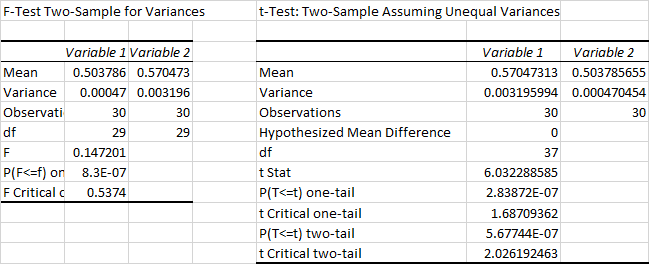 F-Test Two-Sample for Variances
Variable 1 Variable 2
Mean 0.503786 0.570473
Variance 0.00047 0.003196
Observati 30 30
df 29 29
F 0.147201
P(F<=f) on 8.3E-07
F Critical c 0.5374
t-Test: Two-Sample Assuming Unequal Variances
Variable 1 Variable 2
Mean 0.57047313 0.503785655
Variance 0.003195994 0.000470454
Observations 30 30
Hypothesized Mean Difference 0
df 37
t Stat 6.032288585
P(T<=t) one-tail 2.83872E-07
t Critical one-tail 1.68709362
P(T<=t) two-tail 5.67744E-07
t Critical two-tail 2.026192463